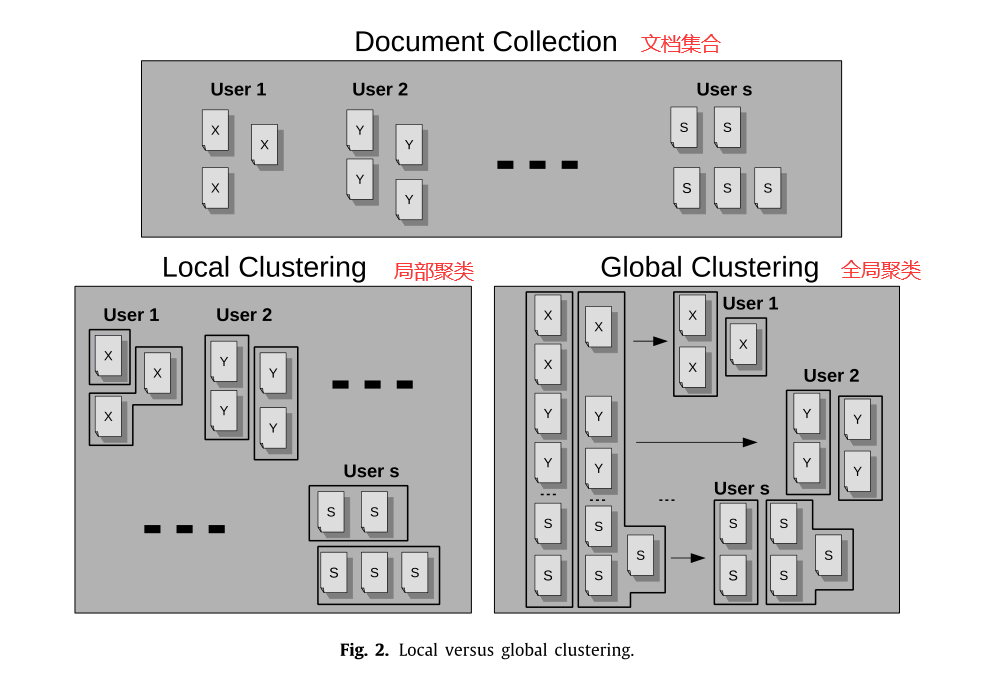 Document Collection 文档集合
User 1 User 2 User s
X X X
Y Y Y Y
S S S S S
Local Clustering 局部聚类
User 1 User 2
X X X
Y Y Y Y
User s
S S
S S S
Global Clustering 全局聚类
X X
X
Y Y
Y Y
S S
S S S
User 1
X X
X
User 2
Y Y
Y Y
User s
S S
S S S
Fig. 2. Local versus global clustering.